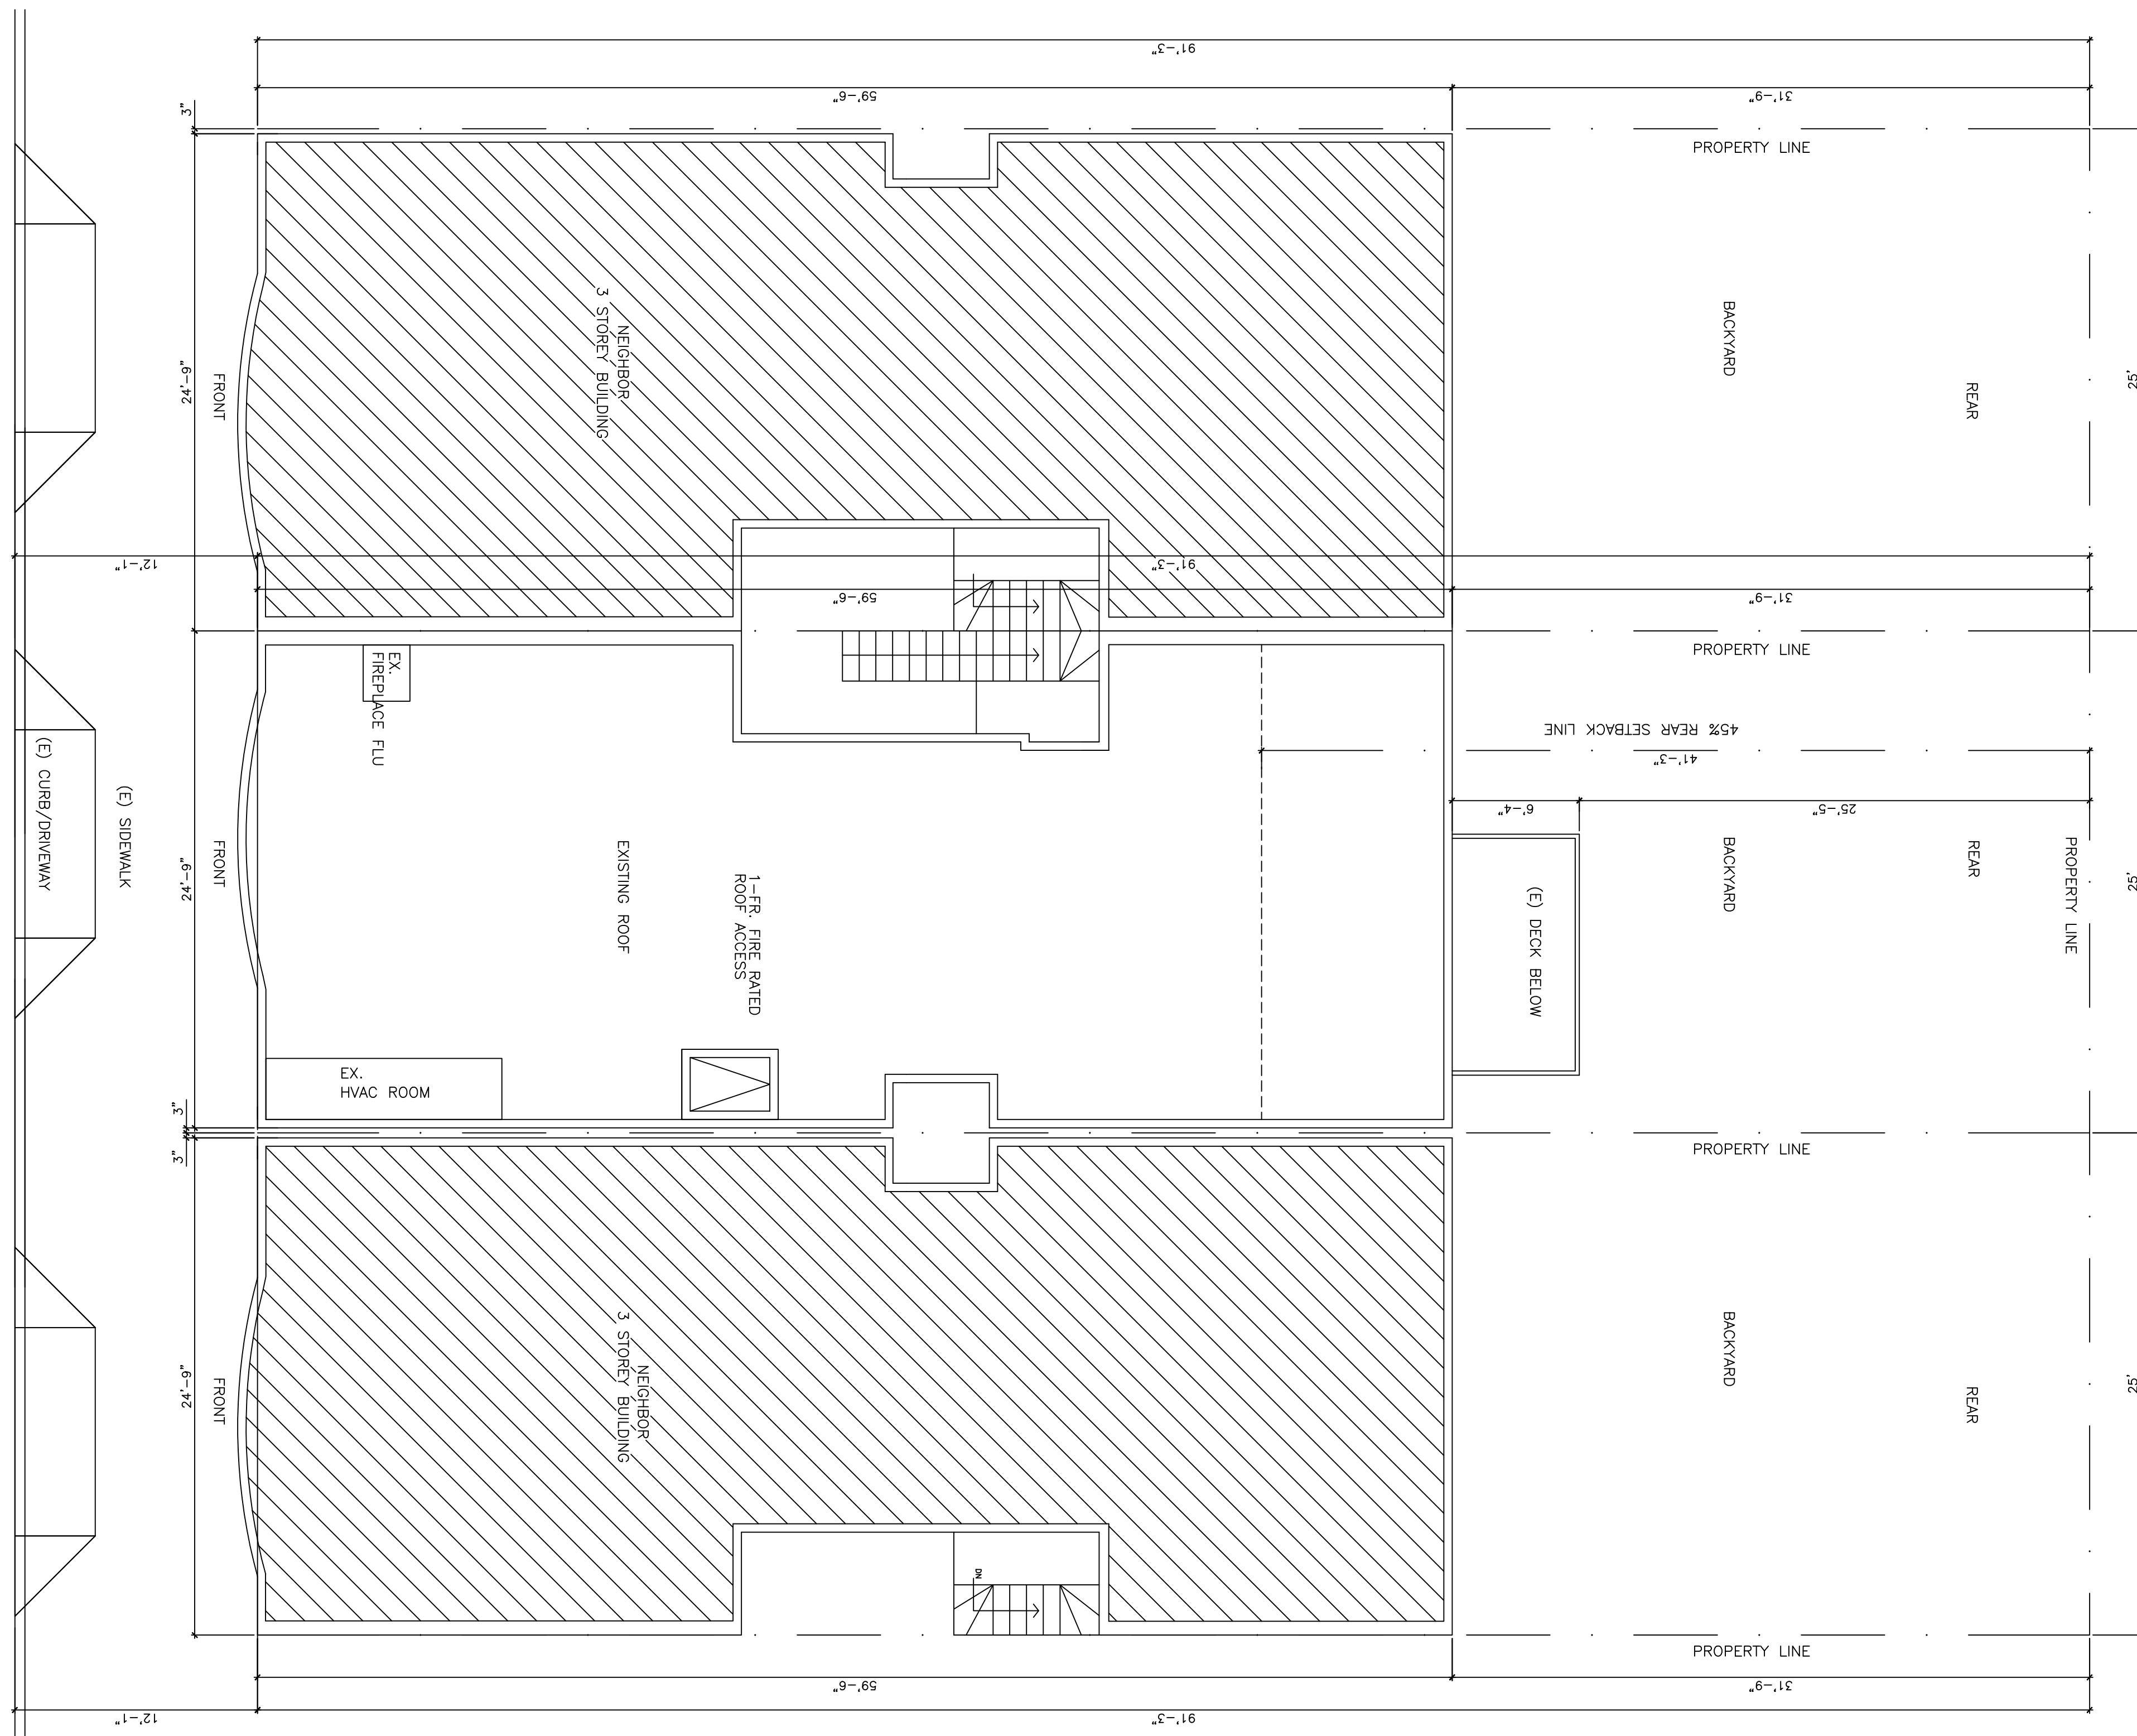 91'-3"
59'-6"
31'-9"
3"
PROPERTY LINE
24'-9"
FRONT
NEIGHBOR
3 STOREY BUILDING
BACKYARD
REAR
25'
12'-1"
91'-3"
59'-6"
31'-9"
PROPERTY LINE
EX.
FIREPLACE FLU
45% REAR SETBACK LINE
41'-3"
6'-4"
25'-5"
(E) CURB/DRIVEWAY
(E) SIDEWALK
24'-9"
FRONT
EXISTING ROOF
1-FR. FIRE RATED
ROOF ACCESS
(E) DECK BELOW
BACKYARD
REAR
PROPERTY LINE
25'
EX.
HVAC ROOM
3"
3"
PROPERTY LINE
24'-9"
FRONT
NEIGHBOR
3 STOREY BUILDING
BACKYARD
REAR
25'
DN
PROPERTY LINE
59'-6"
31'-9"
12'-1"
91'-3"